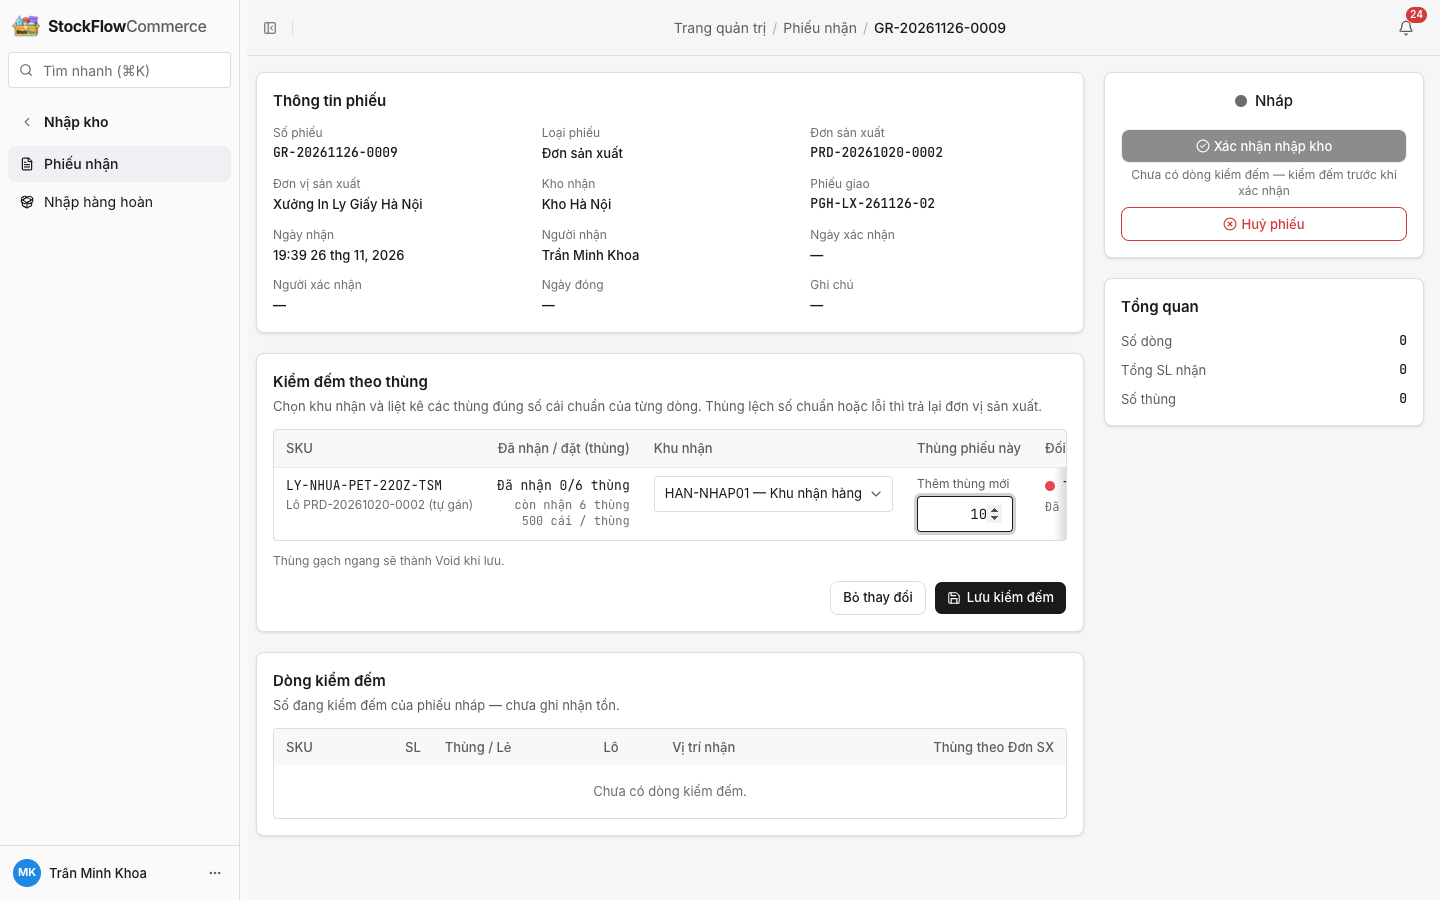 StockFlowCommerce
Tìm nhanh (⌘K)
Nhập kho
Phiếu nhận
Nhập hàng hoàn
MK Trần Minh Khoa
Trang quản trị / Phiếu nhận / GR-20261126-0009
24
Thông tin phiếu
Số phiếu
GR-20261126-0009
Loại phiếu
Đơn sản xuất
Đơn sản xuất
PRD-20261020-0002
Đơn vị sản xuất
Xưởng In Ly Giấy Hà Nội
Kho nhận
Kho Hà Nội
Phiếu giao
PGH-LX-261126-02
Ngày nhận
19:39 26 thg 11, 2026
Người nhận
Trần Minh Khoa
Ngày xác nhận
—
Người xác nhận
—
Ngày đóng
—
Ghi chú
—
Kiểm đếm theo thùng
Chọn khu nhận và liệt kê các thùng đúng số cái chuẩn của từng dòng. Thùng lệch số chuẩn hoặc lỗi thì trả lại đơn vị sản xuất.
SKU Đã nhận / đặt (thùng) Khu nhận Thùng phiếu này Đối
LY-NHUA-PET-22OZ-TSM
Lô PRD-20261020-0002 (tự gán)
Đã nhận 0/6 thùng
còn nhận 6 thùng
500 cái / thùng
HAN-NHAP01 — Khu nhận hàng
Thêm thùng mới
10
Đã
Thùng gạch ngang sẽ thành Void khi lưu.
Bỏ thay đổi
Lưu kiểm đếm
Dòng kiểm đếm
Số đang kiểm đếm của phiếu nháp — chưa ghi nhận tồn.
SKU SL Thùng / Lẻ Lô Vị trí nhận Thùng theo Đơn SX
Chưa có dòng kiểm đếm.
Nháp
Xác nhận nhập kho
Chưa có dòng kiểm đếm — kiểm đếm trước khi
xác nhận
Huỷ phiếu
Tổng quan
Số dòng 0
Tổng SL nhận 0
Số thùng 0